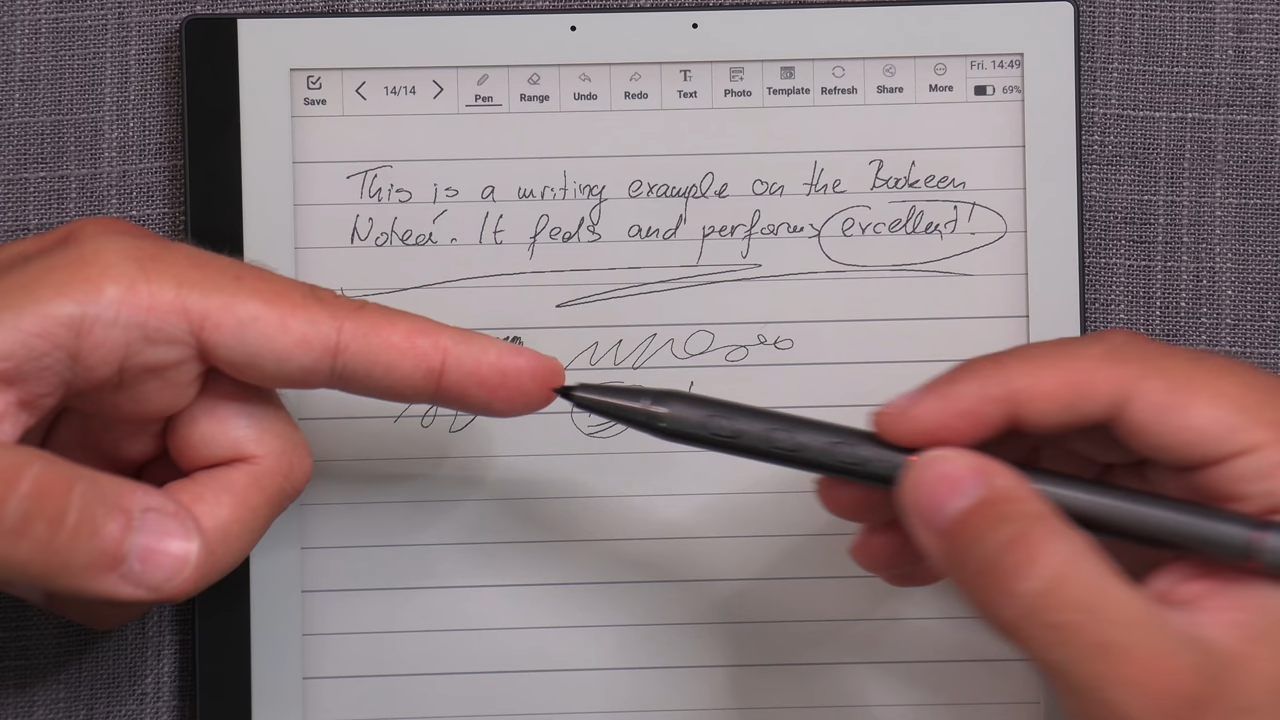 Save 14/14 Pen Range Undo Redo Text Photo Template Refresh Share More Fri. 14:49
69%
This is a writing example on the Bookeen
Noteá. It feels and performs excellent!